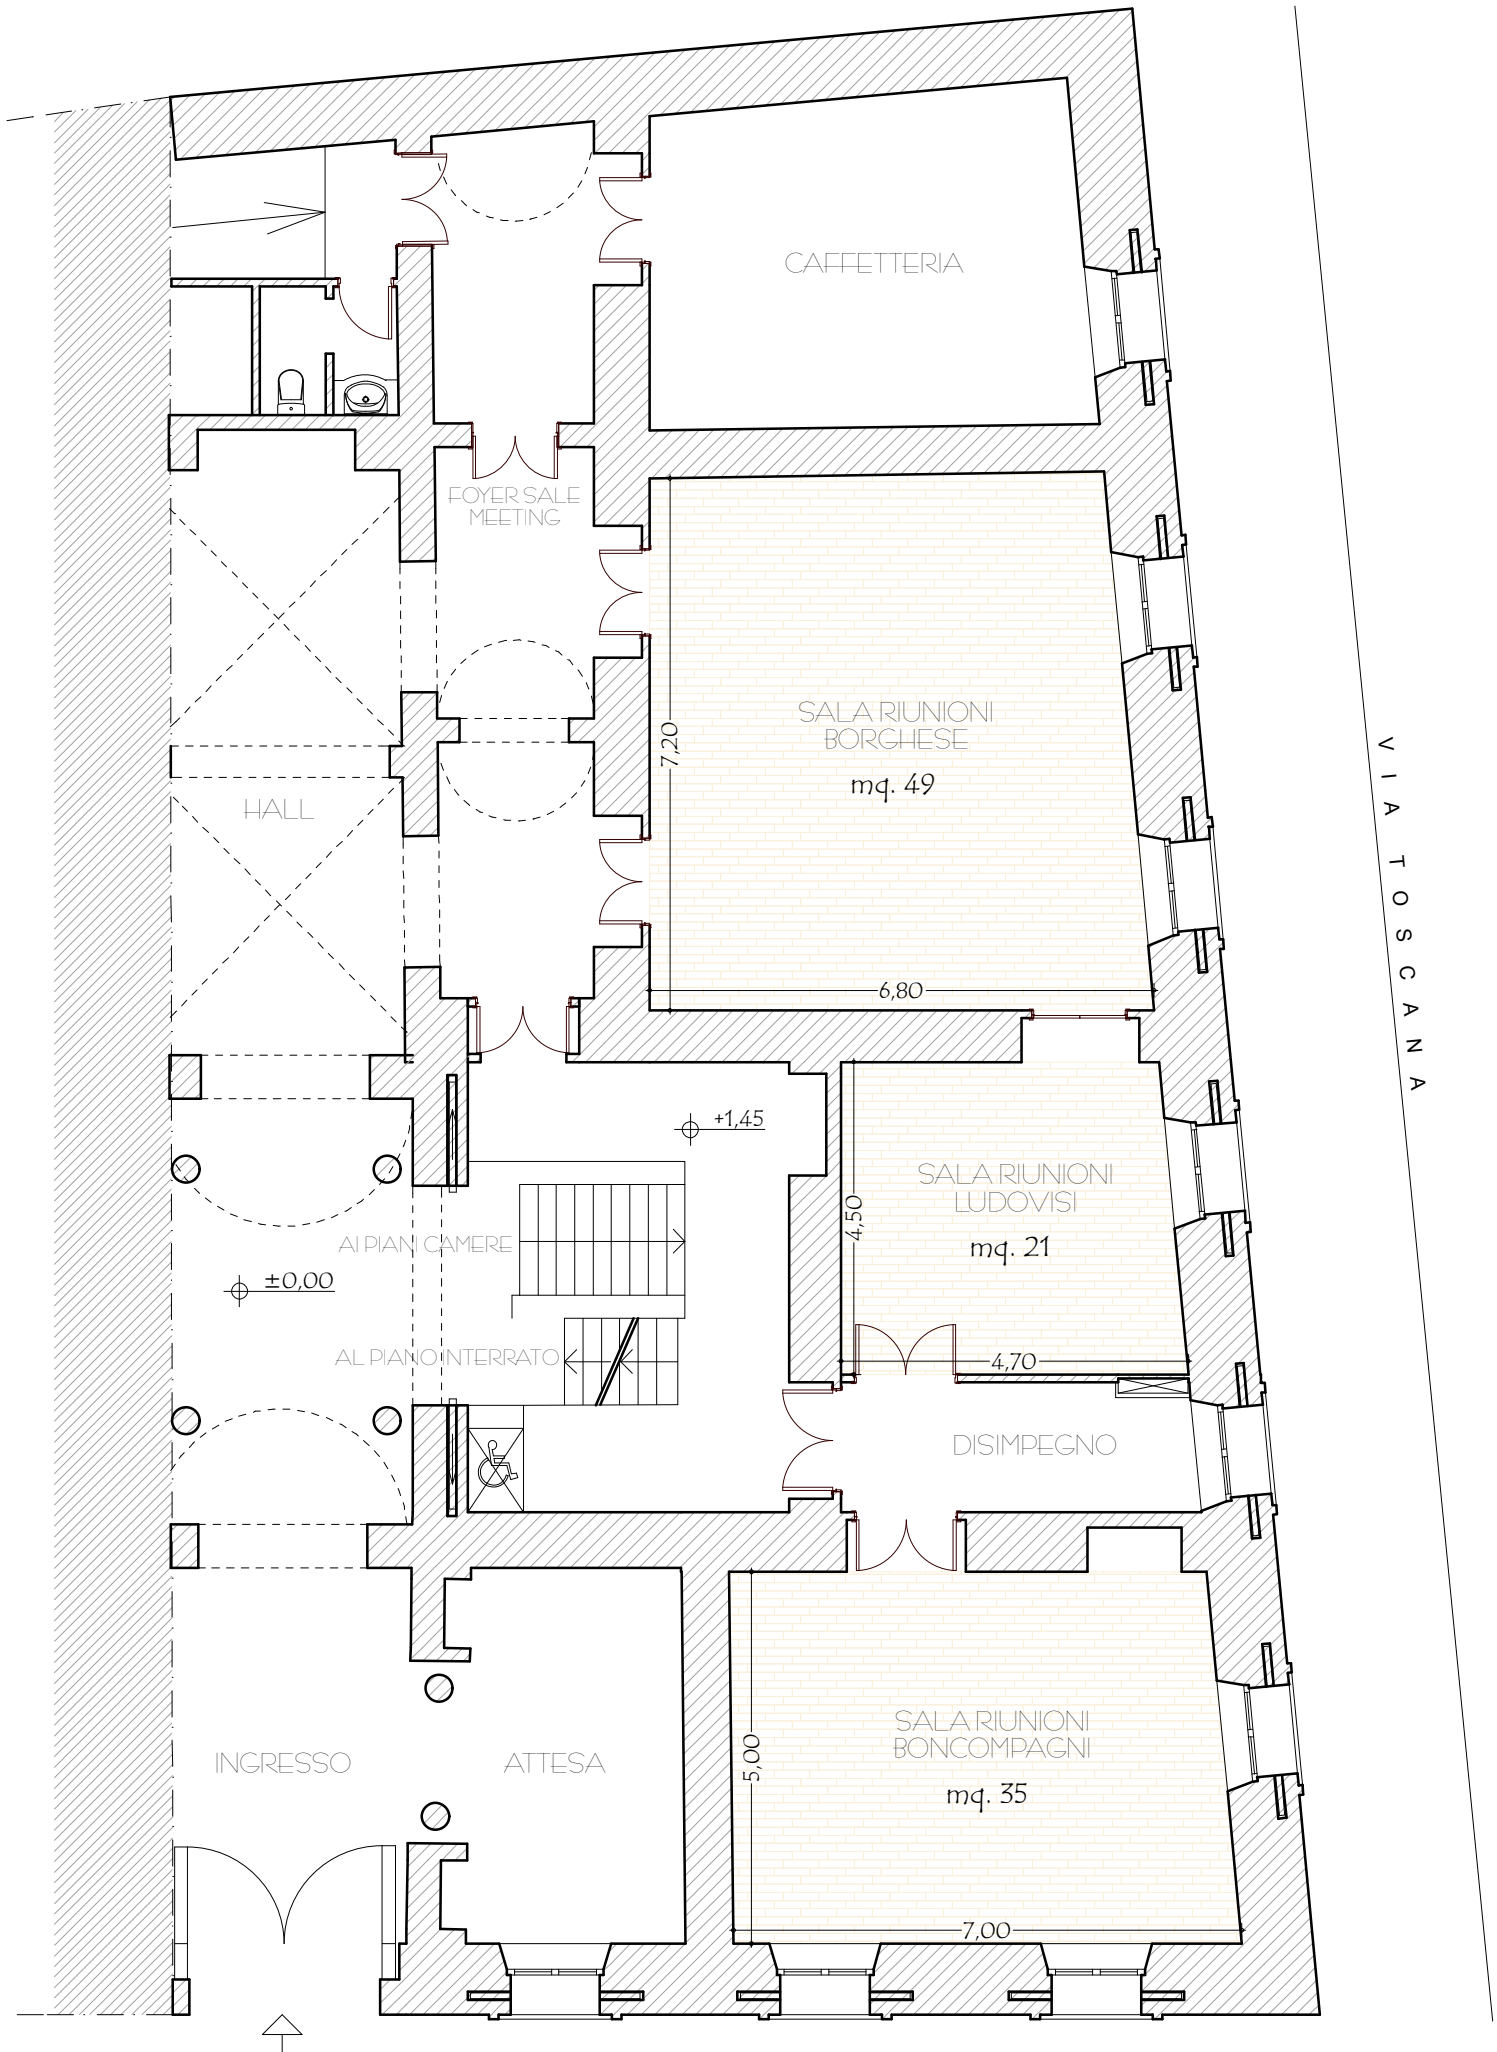 CAFFETTERIA
FOYER SALE
MEETING
SALA RIUNIONI
BORGHESE
mq. 49
7,20
6,80
HALL
VIA TOSCANA
+1,45
SALA RIUNIONI
LUDOVISI
mq. 21
4,50
4,70
AI PIANI CAMERE
±0,00
AL PIANO INTERRATO
DISIMPEGNO
SALA RIUNIONI
BONCOMPAGNI
mq. 35
5,00
7,00
INGRESSO
ATTESA